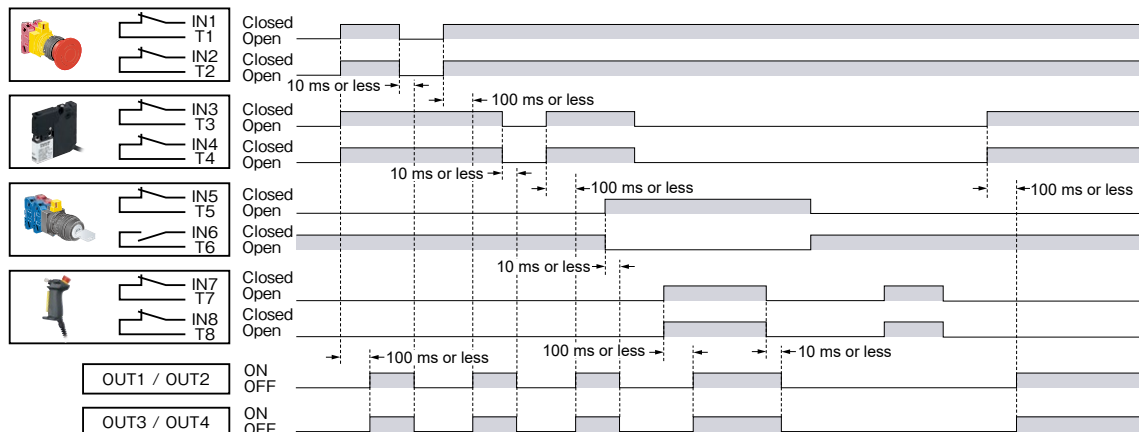 IN1 Closed
T1 Open
IN2 Closed
T2 Open
10 ms or less
100 ms or less
IN3 Closed
T3 Open
IN4 Closed
T4 Open
10 ms or less
100 ms or less
100 ms or less
IN5 Closed
T5 Open
IN6 Closed
T6 Open
10 ms or less
IN7 Closed
T7 Open
IN8 Closed
T8 Open
100 ms or less
100 ms or less
10 ms or less
OUT1 / OUT2 ON
OFF
OUT3 / OUT4 ON
OFF